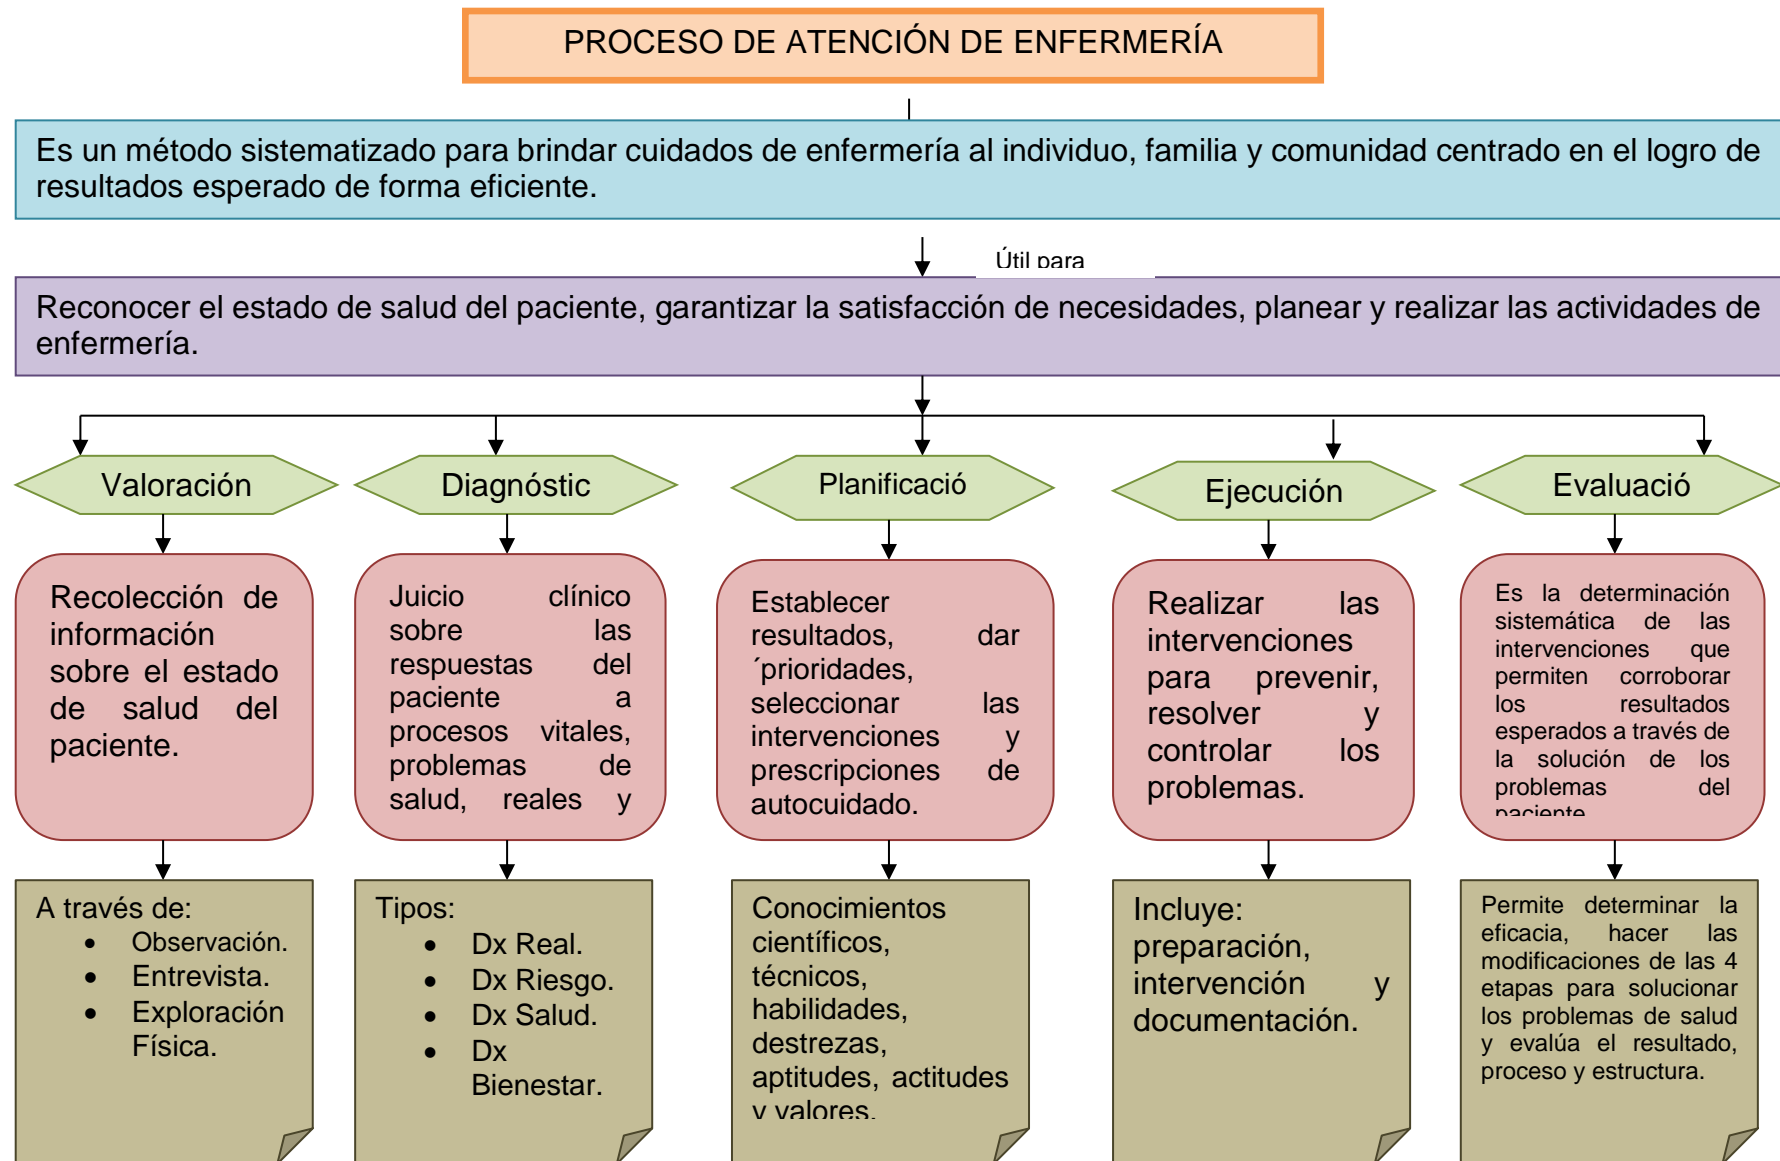 PROCESO DE ATENCIÓN DE ENFERMERÍA
Es un método sistematizado para brindar cuidados de enfermería al individuo, familia y comunidad centrado en el logro de
resultados esperado de forma eficiente.
Útil para
Reconocer el estado de salud del paciente, garantizar la satisfacción de necesidades, planear y realizar las actividades de
enfermería.
Valoración
Diagnóstic
Planificació
Ejecución
Evaluació
Recolección de
información
sobre el estado
de salud del
paciente.
Juicio clínico
sobre las
respuestas del
paciente a
procesos vitales,
problemas de
salud, reales y
Establecer
resultados, dar
´prioridades,
seleccionar las
intervenciones y
prescripciones de
autocuidado.
Realizar las
intervenciones
para prevenir,
resolver y
controlar los
problemas.
Es la determinación
sistemática de las
intervenciones que
permiten corroborar
los resultados
esperados a través de
la solución de los
problemas del
paciente
A través de:
• Observación.
• Entrevista.
• Exploración
Física.
Tipos:
• Dx Real.
• Dx Riesgo.
• Dx Salud.
• Dx
Bienestar.
Conocimientos
científicos,
técnicos,
habilidades,
destrezas,
aptitudes, actitudes
y valores.
Incluye:
preparación,
intervención y
documentación.
Permite determinar la
eficacia, hacer las
modificaciones de las 4
etapas para solucionar
los problemas de salud
y evalúa el resultado,
proceso y estructura.